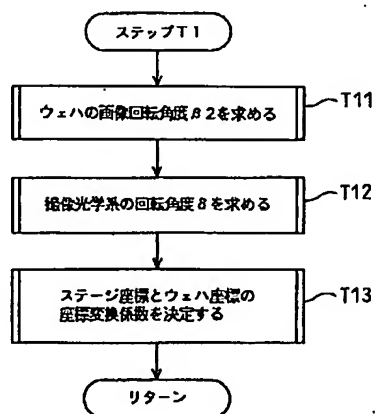 ステップT1
ウェハの画像回転角度β2を求める
T11
撮像光学系の回転角度βを求める
T12
ステージ座標とウェハ座標の
座標変換係数を決定する
T13
リターン